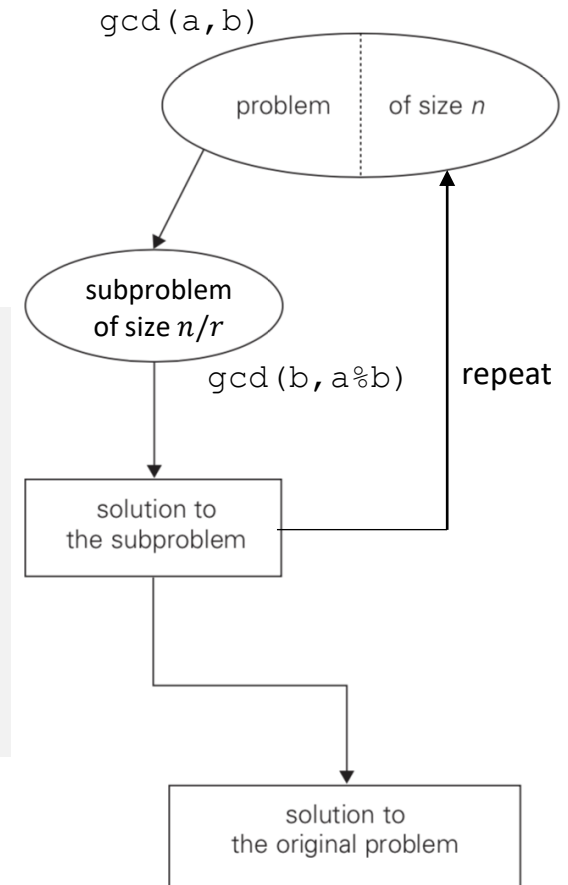 gcd(a,b)
problem of size n
subproblem
of size n/r
gcd(b,a%b)
repeat
solution to
the subproblem
solution to
the original problem